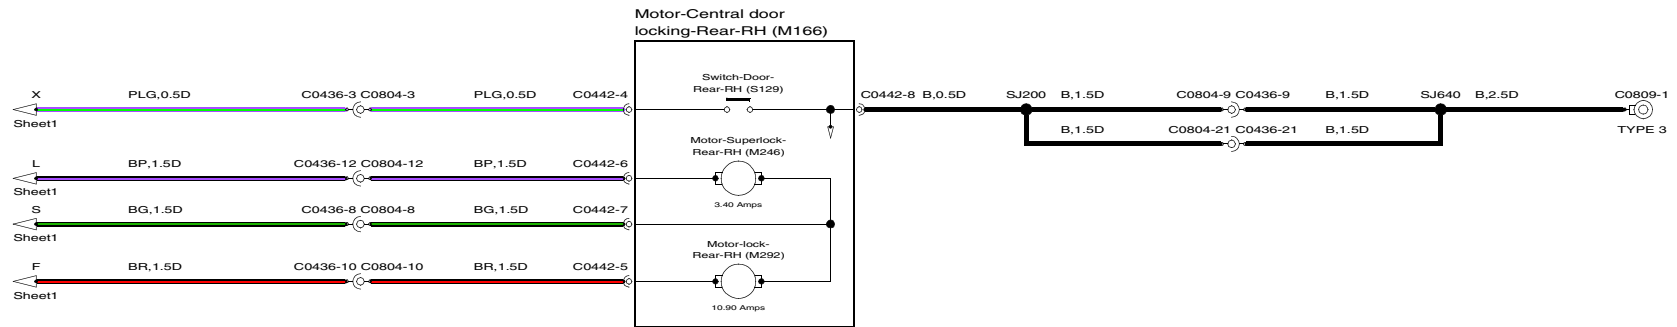 Motor-Central door
locking-Rear-RH (M166)
X PLG,0.5D C0436-3 C0804-3 PLG,0.5D C0442-4
Sheet1
Switch-Door-
Rear-RH (S129)
C0442-8 B,0.5D SJ200 B,1.5D C0804-9 C0436-9 B,1.5D SJ640 B,2.5D C0809-1
TYPE 3
B,1.5D C0804-21 C0436-21 B,1.5D
L BP,1.5D C0436-12 C0804-12 BP,1.5D C0442-6
Sheet1
Motor-Superlock-
Rear-RH (M246)
3.40 Amps
S BG,1.5D C0436-8 C0804-8 BG,1.5D C0442-7
Sheet1
F BR,1.5D C0436-10 C0804-10 BR,1.5D C0442-5
Sheet1
Motor-lock-
Rear-RH (M292)
10.90 Amps